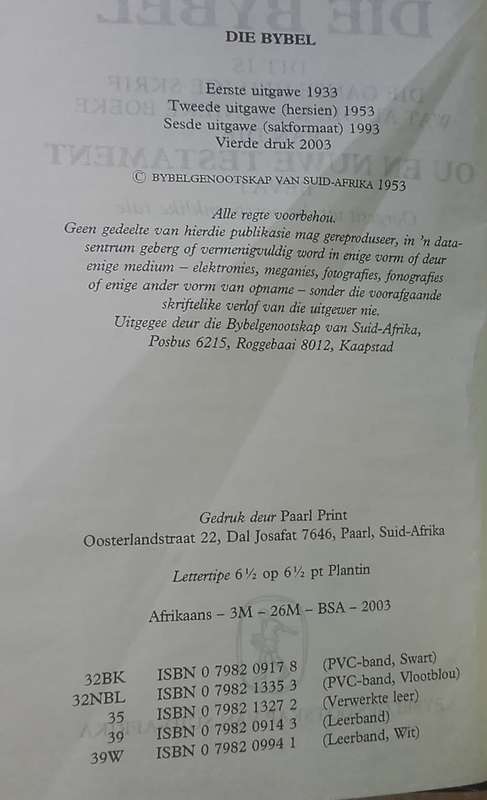 DIE BYBEL
Eerste uitgawe 1933
Tweede uitgawe (hersien) 1953
Sesde uitgawe (sakformaat) 1993
Vierde druk 2003
© BYBELGENOOTSKAP VAN SUID-AFRIKA 1953
Alle regte voorbehou.
Geen gedeelte van hierdie publikasie mag gereproduseer, in 'n data-
sentrum geberg of vermenigvuldig word in enige vorm of deur
enige medium – elektronies, meganies, fotografies, fonografies
of enige ander vorm van opname – sonder die voorafgaande
skriftelike verlof van die uitgewer nie.
Uitgegee deur die Bybelgenootskap van Suid-Afrika,
Posbus 6215, Roggebaai 8012, Kaapstad
Gedruk deur Paarl Print
Oosterlandstraat 22, Dal Josafat 7646, Paarl, Suid-Afrika
Lettertipe 6½ op 6½ pt Plantin
Afrikaans – 3M – 26M – BSA – 2003
32BK ISBN 0 7982 0917 8 (PVC-band, Swart)
32NBL ISBN 0 7982 1335 3 (PVC-band, Vlootblou)
35 ISBN 0 7982 1327 2 (Verwerkte leer)
39 ISBN 0 7982 0914 3 (Leerband)
39W ISBN 0 7982 0994 1 (Leerband, Wit)